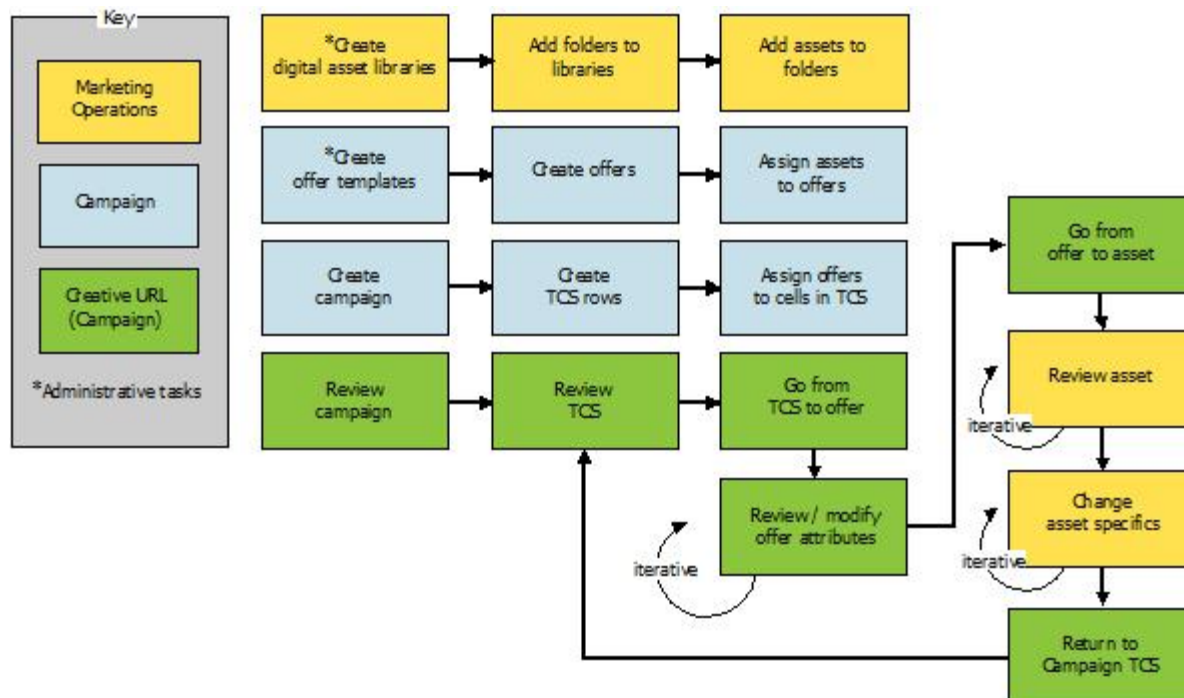 Key
Marketing
Operations
Campaign
Creative URL
(Campaign)
*Administrative tasks
*Create
digital asset libraries
Add folders to
libraries
Add assets to
folders
*Create
offer templates
Create offers
Assign assets
to offers
Create
campaign
Create
TCS rows
Assign offers
to cells in TCS
Review
campaign
Review
TCS
Go from
TCS to offer
Review / modify
offer attributes
iterative
Go from
offer to asset
Review asset
iterative
Change
asset specifics
iterative
Return to
Campaign TCS